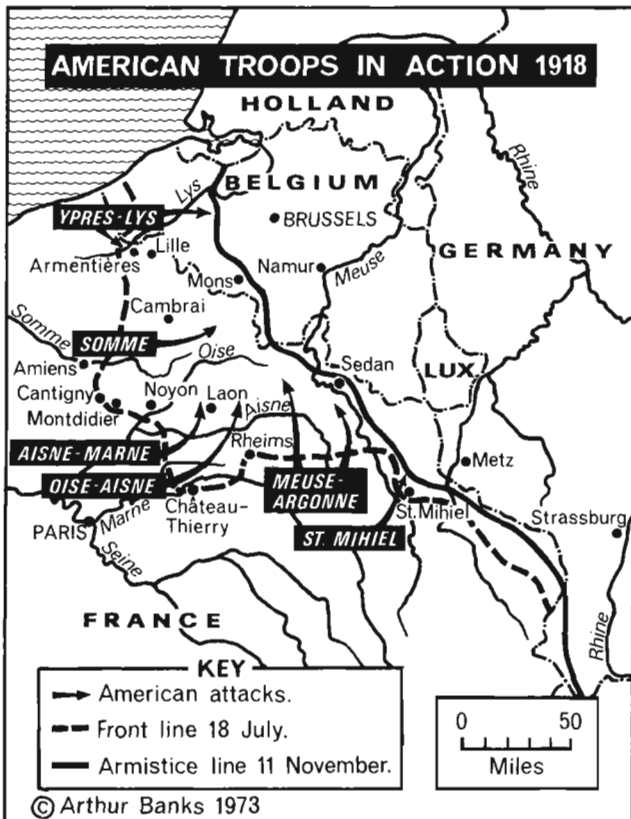 AMERICAN TROOPS IN ACTION 1918
HOLLAND
Rhine
Lys
BELGIUM
YPRES-LYS
BRUSSELS
GERMANY
Lille
Armentières
Namur
Meuse
Mons
Cambrai
Somme
SOMME
Oise
Sedan
LUX
Amiens
Cantigny
Noyon
Laon
Montdidier
Aisne
Rheims
AISNE-MARNE
Metz
OISE-AISNE
MEUSE-
ARGONNE
St. Mihiel
Château-
Thierry
Marne
PARIS
ST. MIHIEL
Strassburg
Seine
FRANCE
Rhine
KEY
American attacks.
Front line 18 July.
Armistice line 11 November.
0 50
Miles
© Arthur Banks 1973